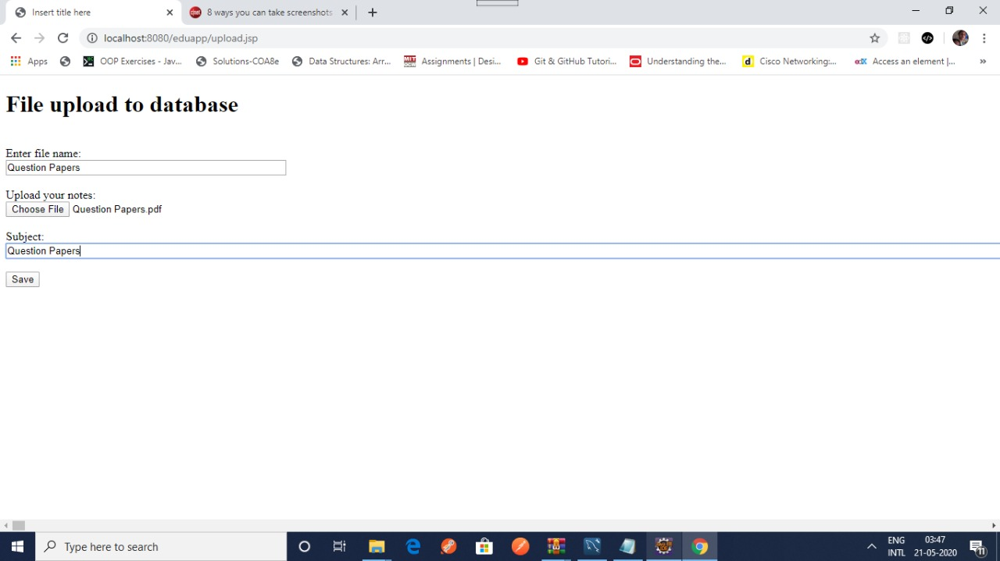 Insert title here
8 ways you can take screenshots
localhost:8080/eduapp/upload.jsp
Apps
OOP Exercises - Jav...
Solutions-COA8e
Data Structures: Arr...
Assignments | Desi...
Git & GitHub Tutori...
Understanding the...
Cisco Networking:...
Access an element |...
File upload to database
Enter file name:
Question Papers
Upload your notes:
Choose File Question Papers.pdf
Subject:
Question Papers
Save
Type here to search
ENG
INTL
03:47
21-05-2020
11